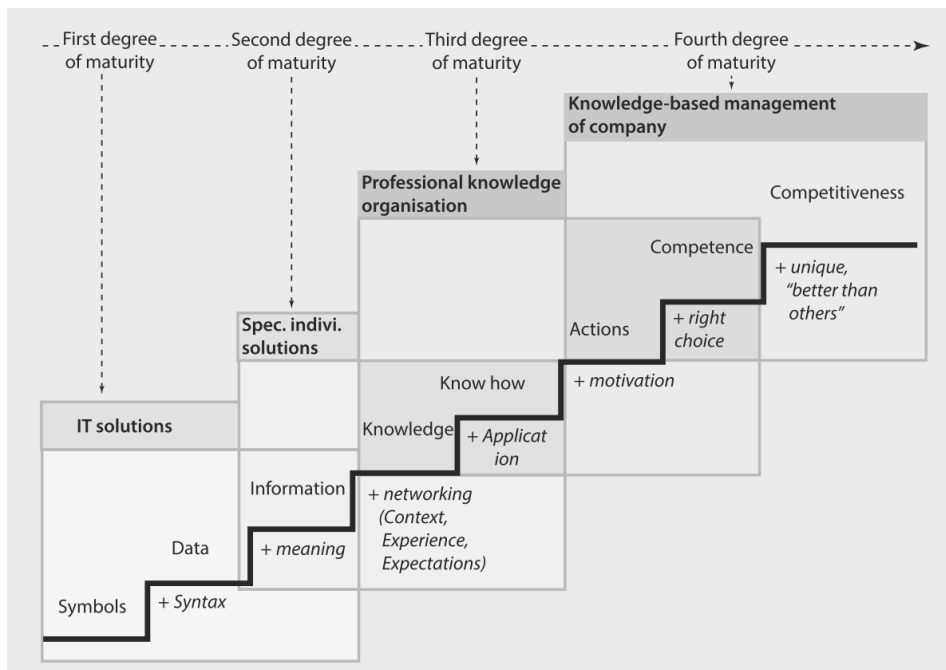 First degree
of maturity
Second degree
of maturity
Third degree
of maturity
Fourth degree
of maturity
Knowledge-based management
of company
Professional knowledge
organisation
Competitiveness
Competence
+ unique,
“better than
others”
Spec. indivi.
solutions
Actions
+ right
choice
Know how
+ motivation
IT solutions
Knowledge
+ Applicat
ion
Information
+ networking
(Context,
Experience,
Expectations)
Data
+ meaning
Symbols
+ Syntax